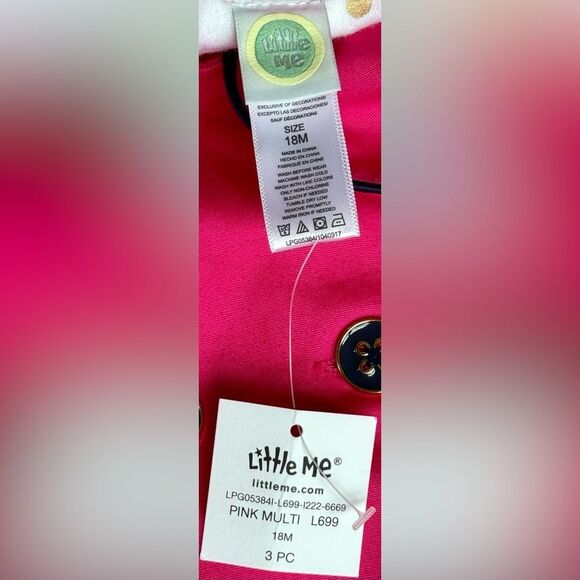 Little
Me
EXCLUSIVE OF DECORATIONS/
EXCEPTO LAS DECORACIONES/
SAUF DÉCORATIONS
SIZE
18M
MADE IN CHINA
HECHO EN CHINA
FABRIQUÉ EN CHINE
WASH BEFORE WEAR
MACHINE WASH COLD
WASH WITH LIKE COLORS
ONLY NON-CHLORINE
BLEACH IF NEEDED
TUMBLE DRY LOW
REMOVE PROMPTLY
WARM IRON IF NEEDED
LPG05384I/1040917
Little Me®
littleme.com
LPG05384I-L699-I222-6669
PINK MULTI L699
18M
3 PC